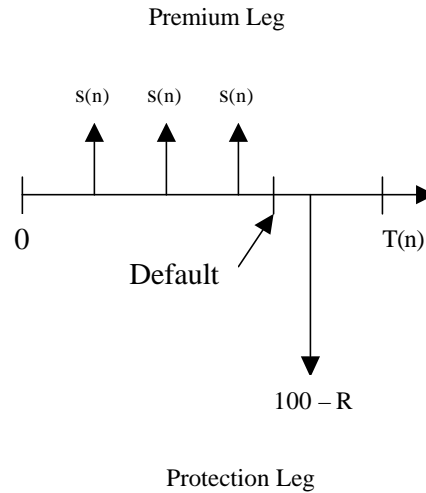 Premium Leg
s(n) s(n) s(n)
0 T(n)
Default
100 – R
Protection Leg